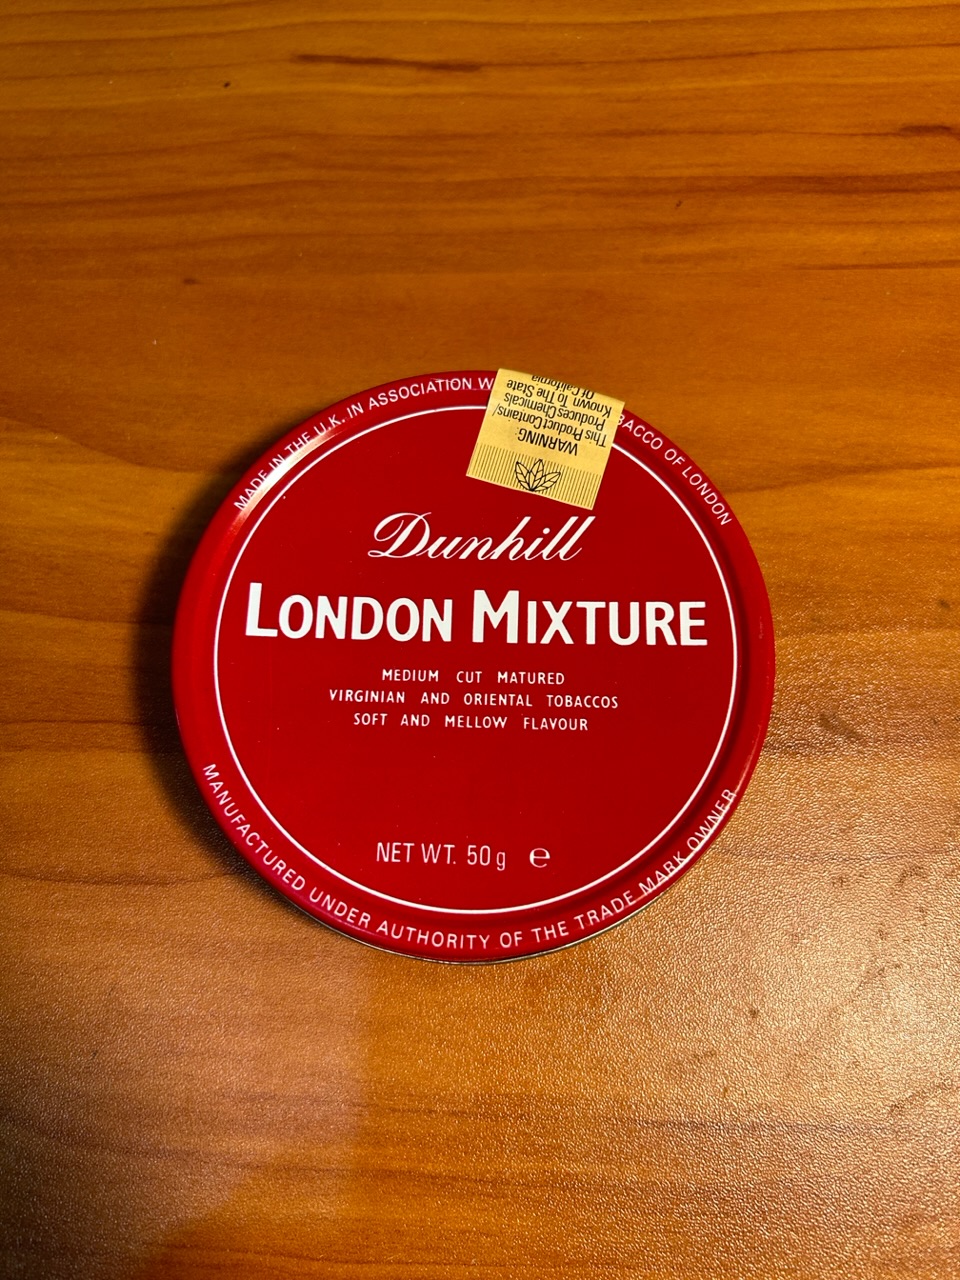 MADE IN THE U.K. IN ASSOCIATION W
BACCO OF LONDON
WARNING:
This Product Contains/
Produces Chemicals
Known To The State
Of California
Dunhill
LONDON MIXTURE
MEDIUM CUT MATURED
VIRGINIAN AND ORIENTAL TOBACCOS
SOFT AND MELLOW FLAVOUR
NET WT. 50g ℮
MANUFACTURED UNDER AUTHORITY OF THE TRADE MARK OWNER